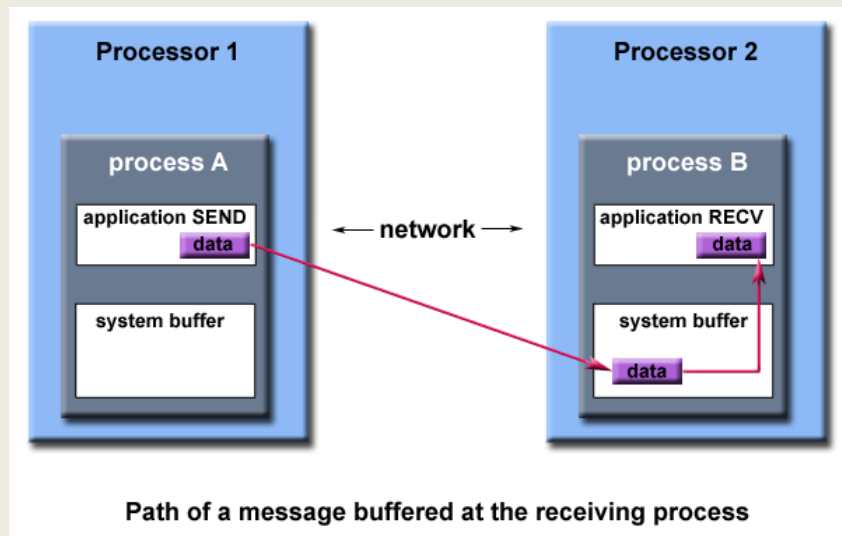 Processor 1
process A
application SEND
data
system buffer
network
Processor 2
process B
application RECV
data
system buffer
data
Path of a message buffered at the receiving process